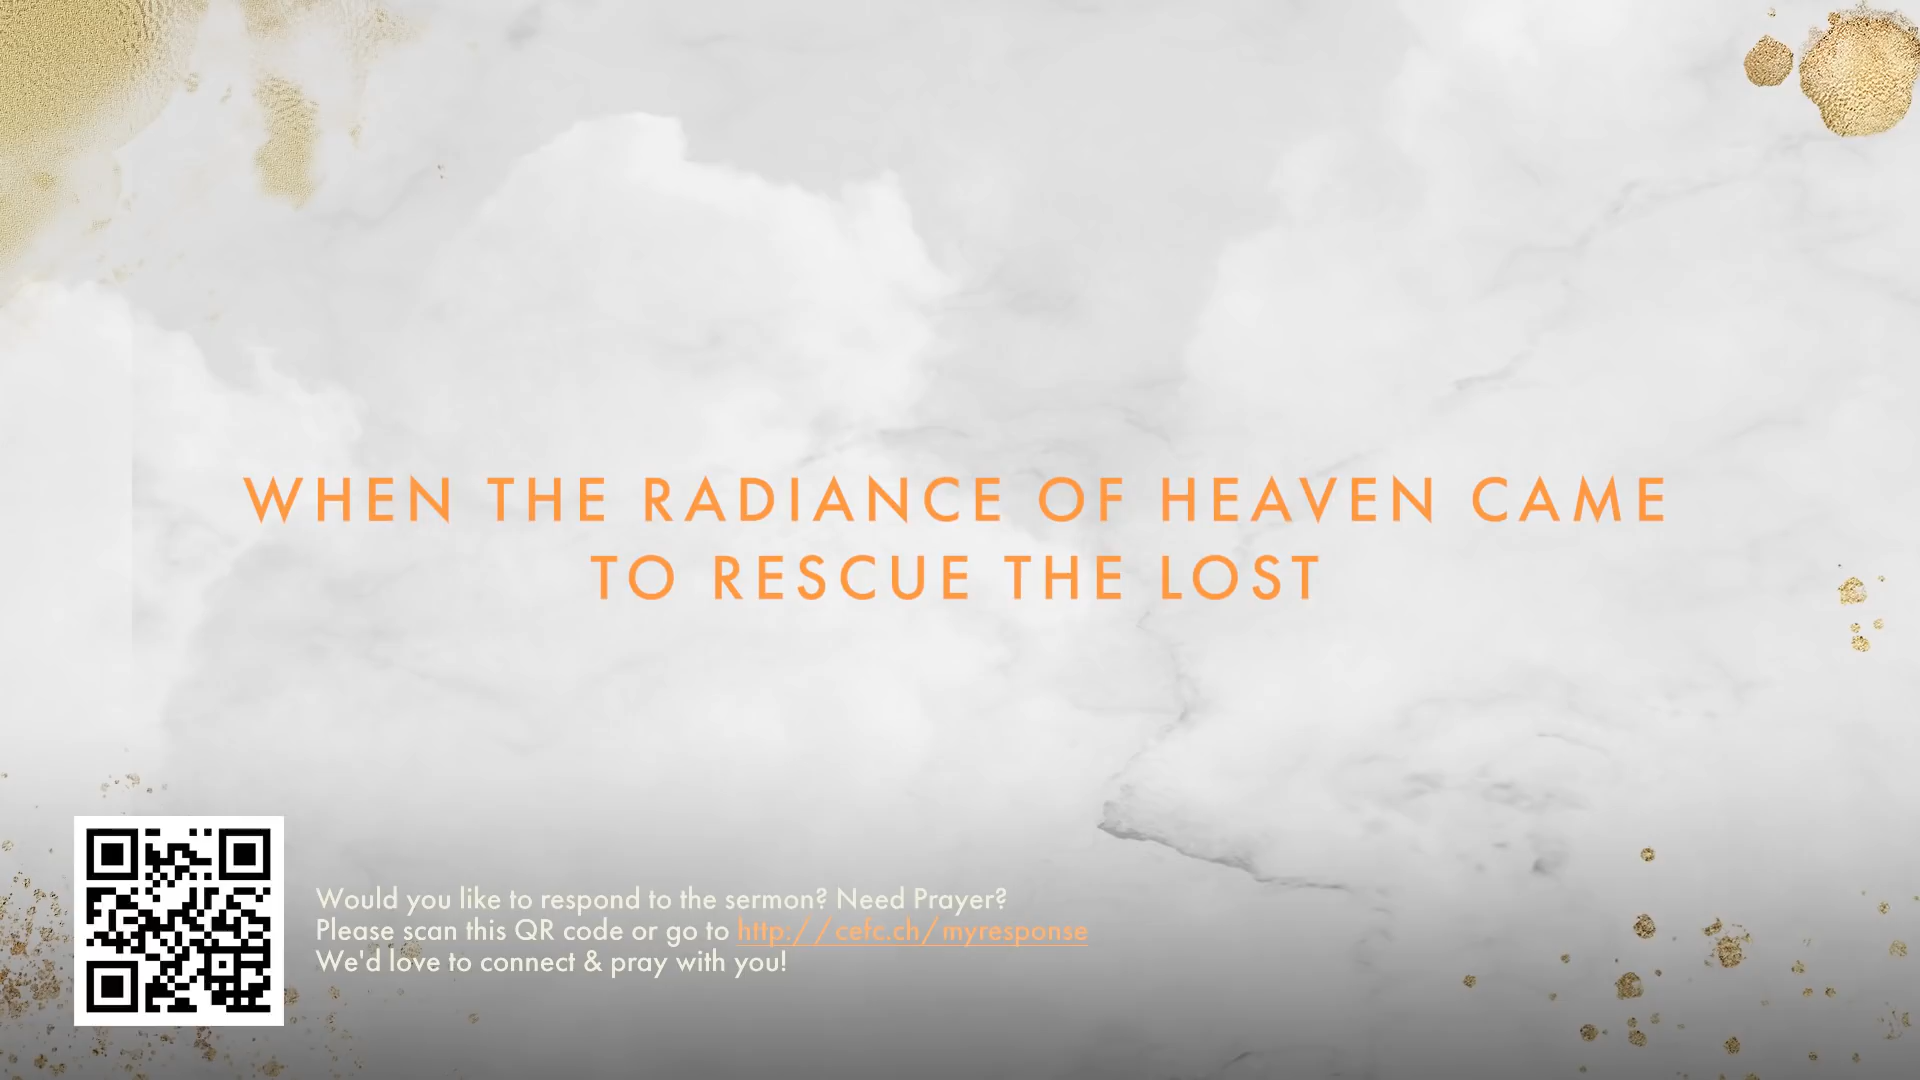 WHEN THE RADIANCE OF HEAVEN CAME
TO RESCUE THE LOST
Would you like to respond to the sermon? Need Prayer?
Please scan this QR code or go to http://cefc.ch/myresponse
We'd love to connect & pray with you!